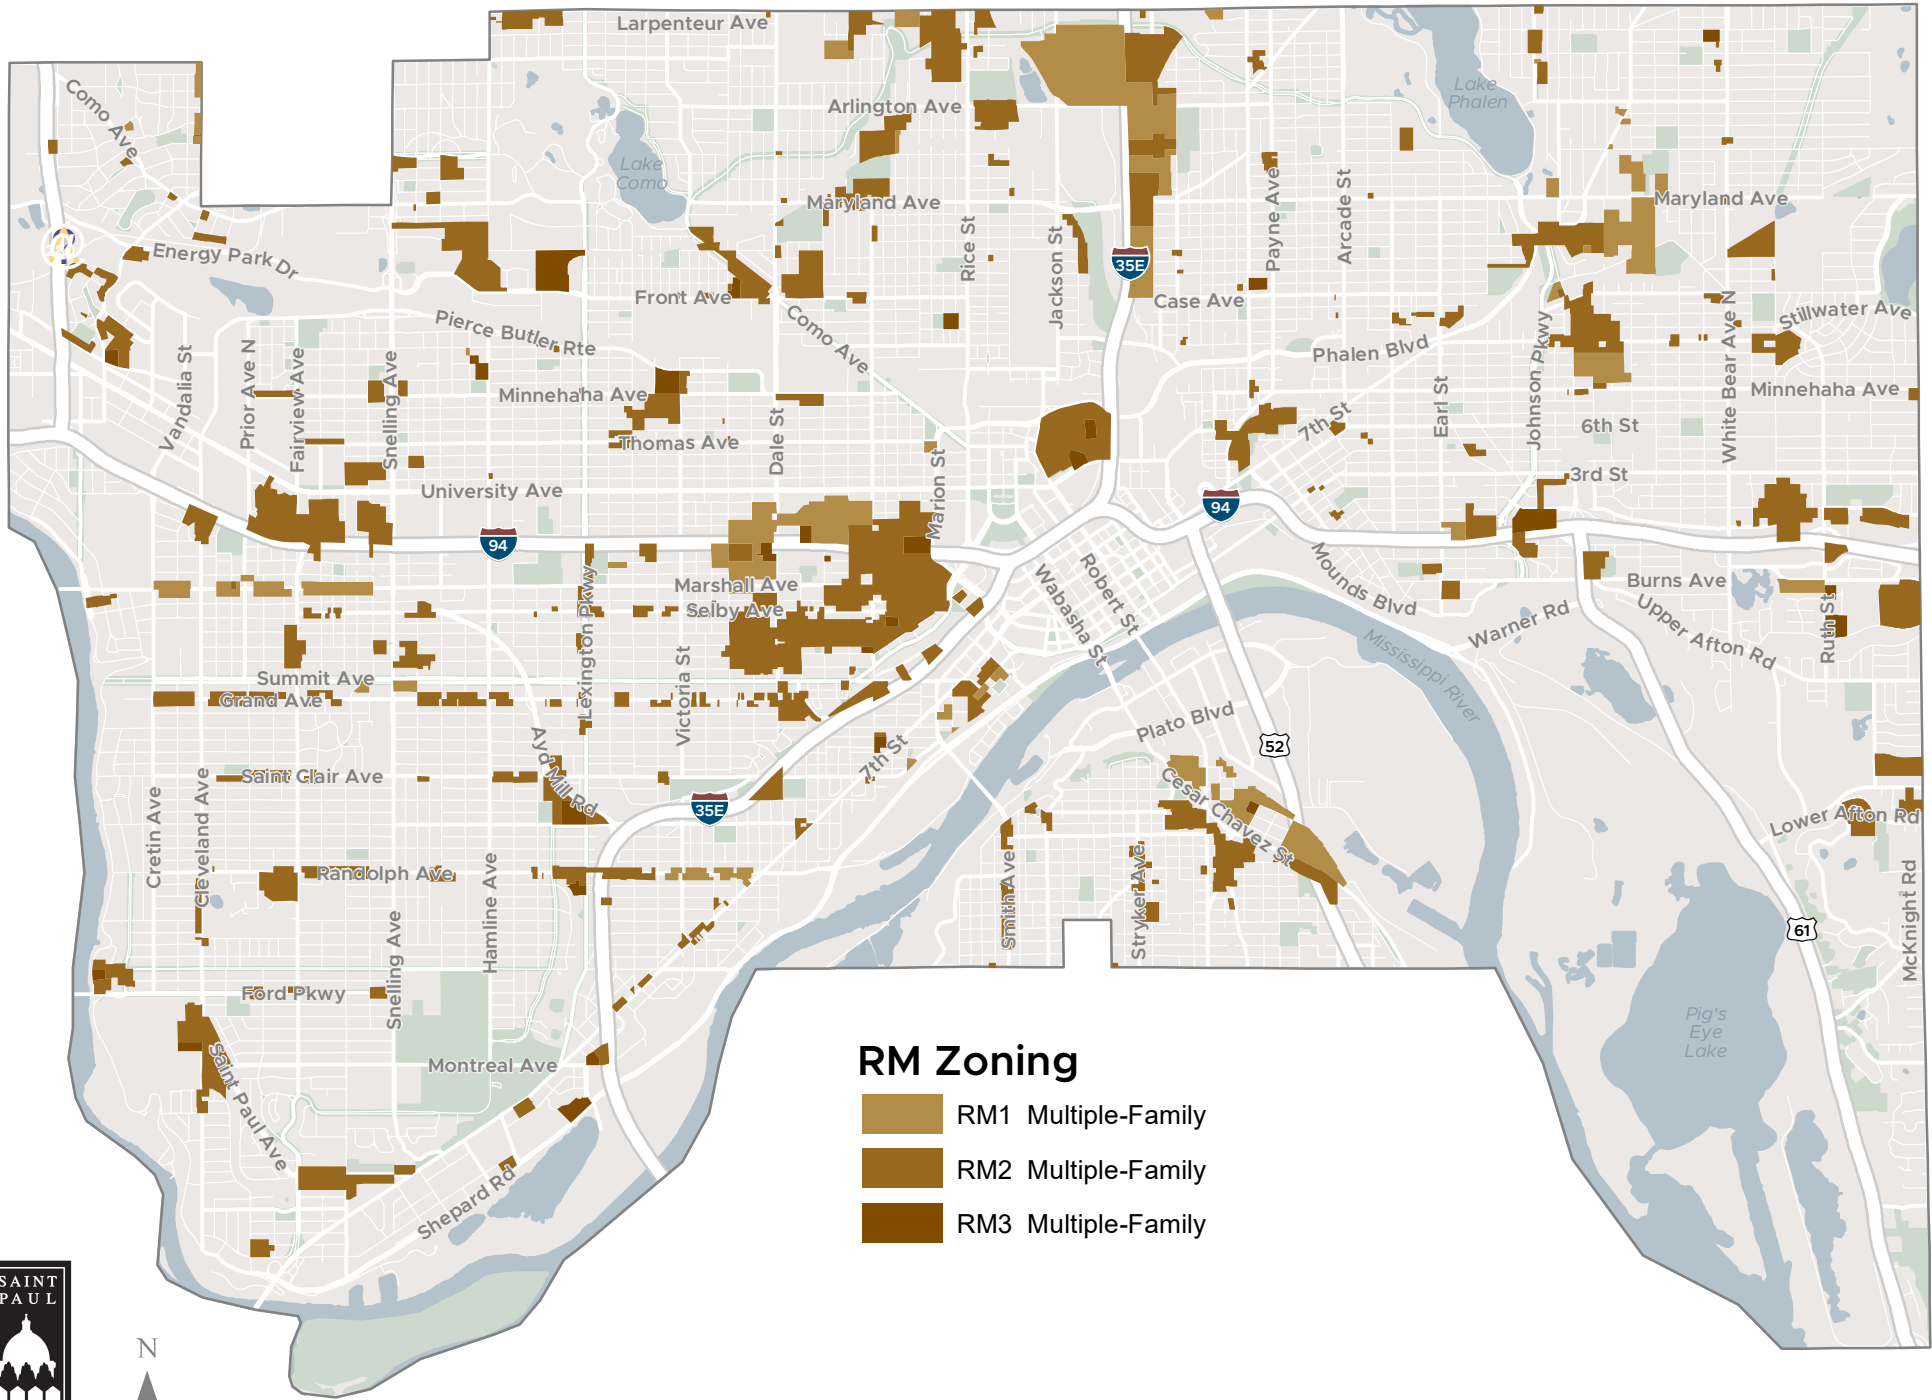 Larpenteur Ave
Como Ave
Arlington Ave
Lake
Phalen
Lake
Como
Maryland Ave
Maryland Ave
Payne Ave
Arcade St
Rice St
Jackson St
Energy Park Dr
35E
Front Ave
Case Ave
Pierce Butler Rte
Como Ave
Stillwater Ave
Phalen Blvd
Johnson Pkwy
White Bear Ave N
Vandalia St
Prior Ave N
Fairview Ave
Snelling Ave
Minnehaha Ave
Minnehaha Ave
Dale St
Earl St
7th St
6th St
Thomas Ave
Marion St
3rd St
University Ave
94
94
Marshall Ave
Selby Ave
Lexington Pkwy
Wabasha St
Robert St
Mounds Blvd
Burns Ave
Warner Rd
Upper Afton Rd
Ruth St
Mississippi River
Summit Ave
Grand Ave
Victoria St
Plato Blvd
52
Ayd Mill Rd
7th St
Saint Clair Ave
Cesar Chavez St
35E
Lower Afton Rd
Cretin Ave
Cleveland Ave
Randolph Ave
Hamline Ave
Smith Ave
Stryker Ave
McKnight Rd
61
Snelling Ave
Ford Pkwy
Pig's
Eye
Lake
Montreal Ave
Saint Paul Ave
Shepard Rd
RM Zoning
RM1 Multiple-Family
RM2 Multiple-Family
RM3 Multiple-Family
SAINT
PAUL
N